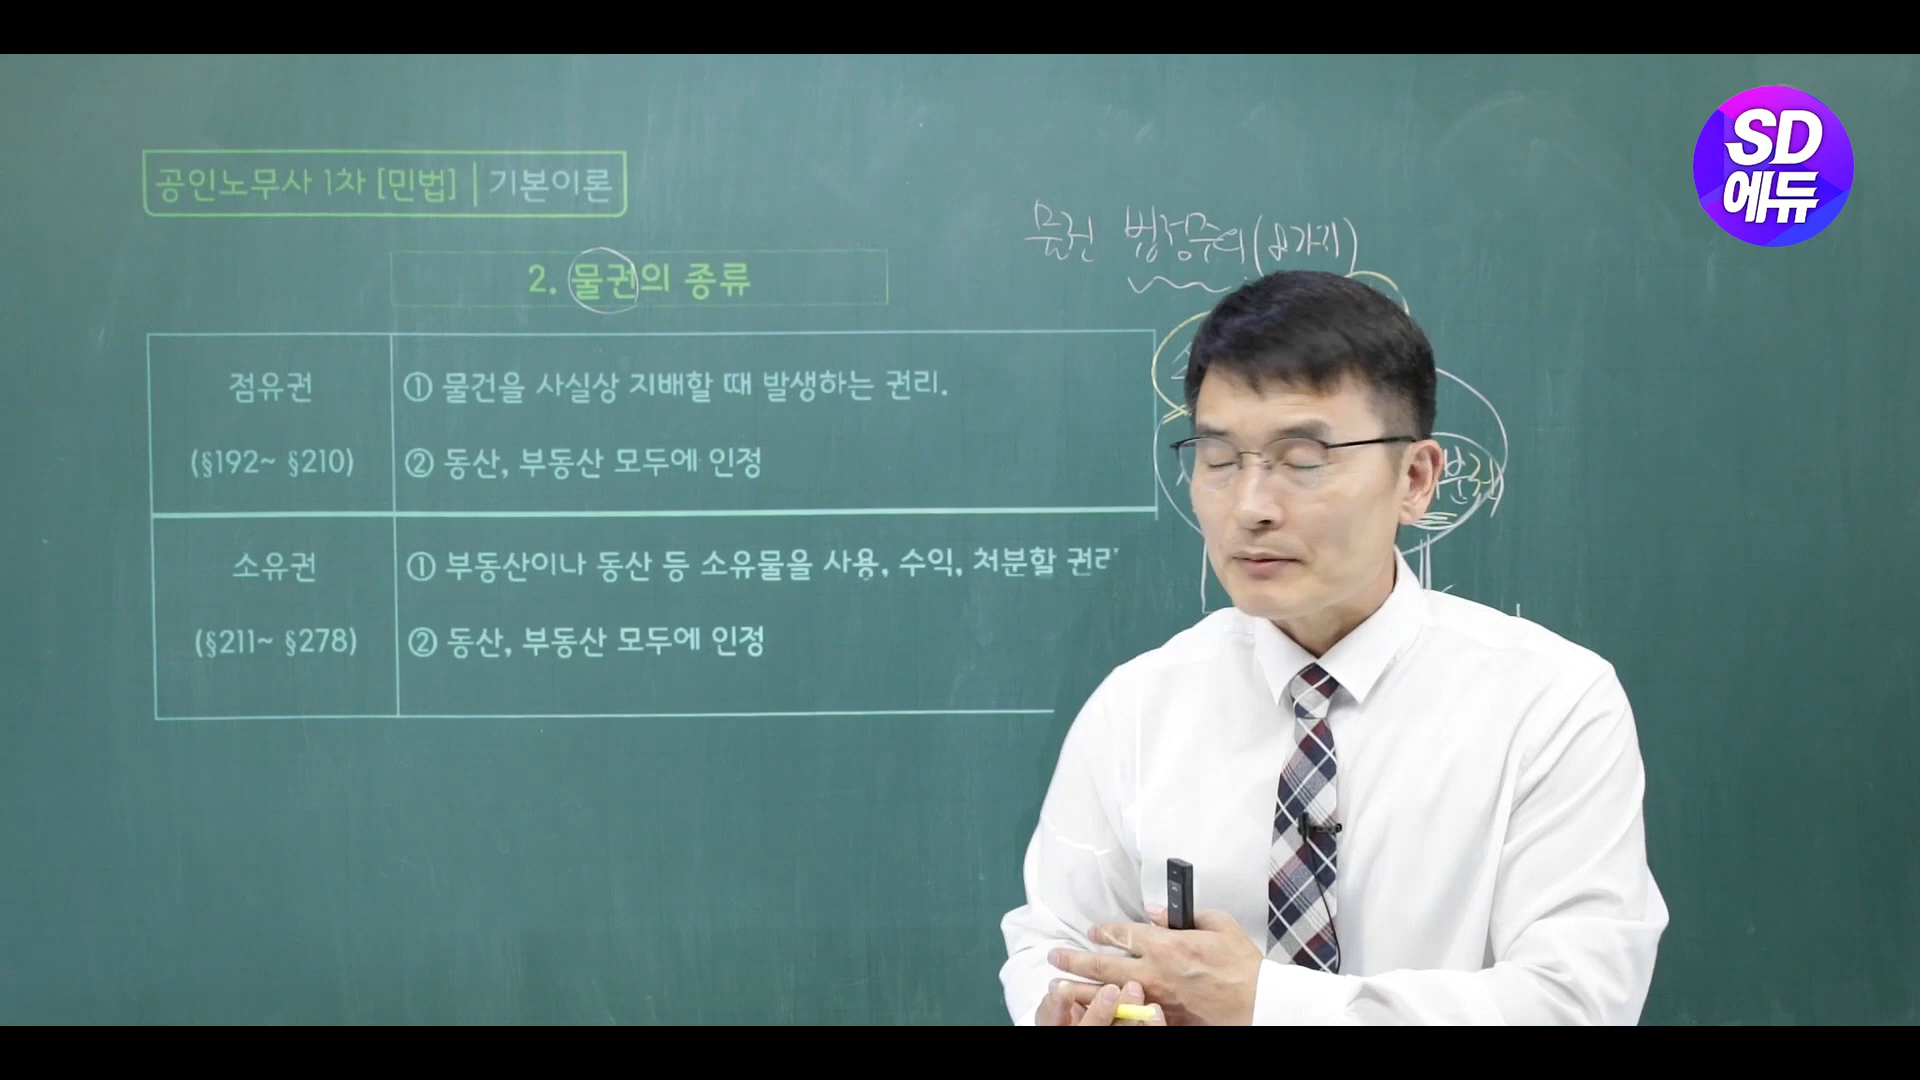 SD
에듀
공인노무사 1차 [민법] | 기본이론
물권 법정주의 (8가지)
2. 물권의 종류
점유권
(§192~ §210)
① 물건을 사실상 지배할 때 발생하는 권리.
② 동산, 부동산 모두에 인정
소유권
(§211~ §278)
① 부동산이나 동산 등 소유물을 사용, 수익, 처분할 권리
② 동산, 부동산 모두에 인정